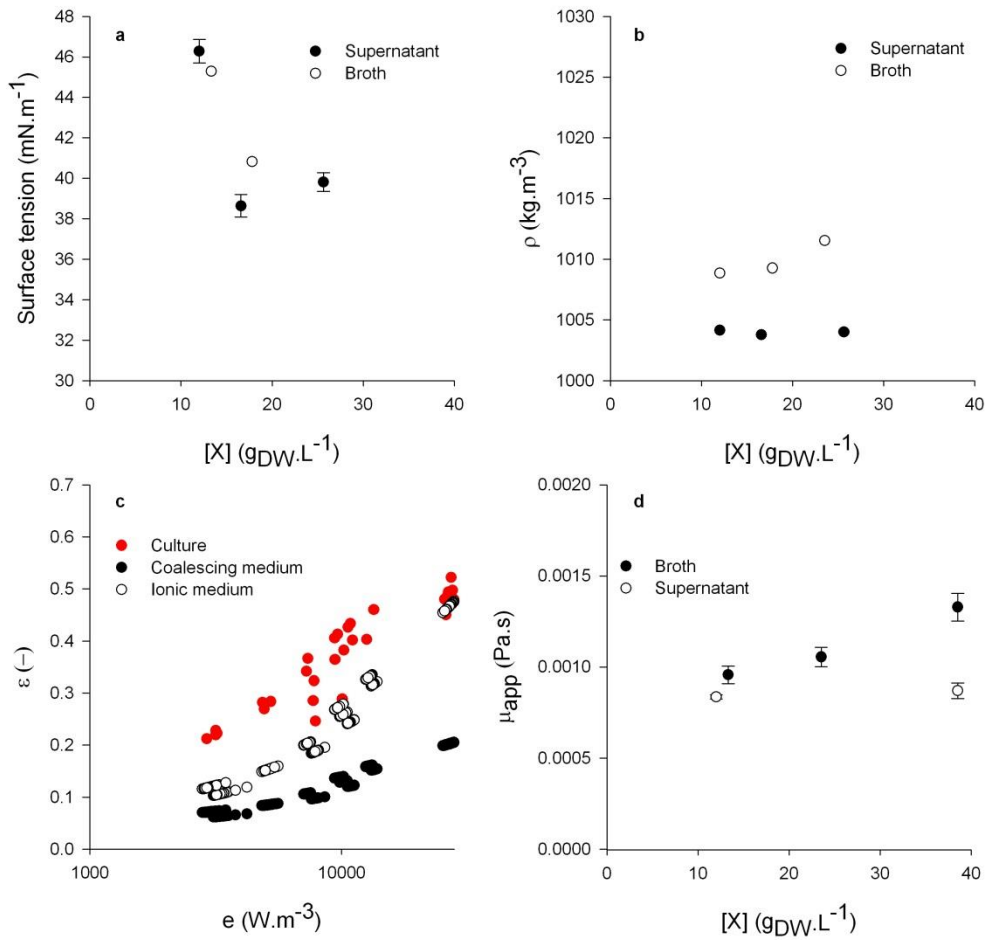 a
Supernatant
Broth
Surface tension (mN.m⁻¹)
48
46
44
42
40
38
36
34
32
30
0
10
20
30
40
[X] (gDW.L⁻¹)
b
Supernatant
Broth
ρ (kg.m⁻³)
1030
1025
1020
1015
1010
1005
1000
0
10
20
30
40
[X] (gDW.L⁻¹)
c
Culture
Coalescing medium
Ionic medium
ε (–)
0.7
0.6
0.5
0.4
0.3
0.2
0.1
0.0
1000
10000
e (W.m⁻³)
d
Broth
Supernatant
μapp (Pa.s)
0.0020
0.0015
0.0010
0.0005
0.0000
0
10
20
30
40
[X] (gDW.L⁻¹)